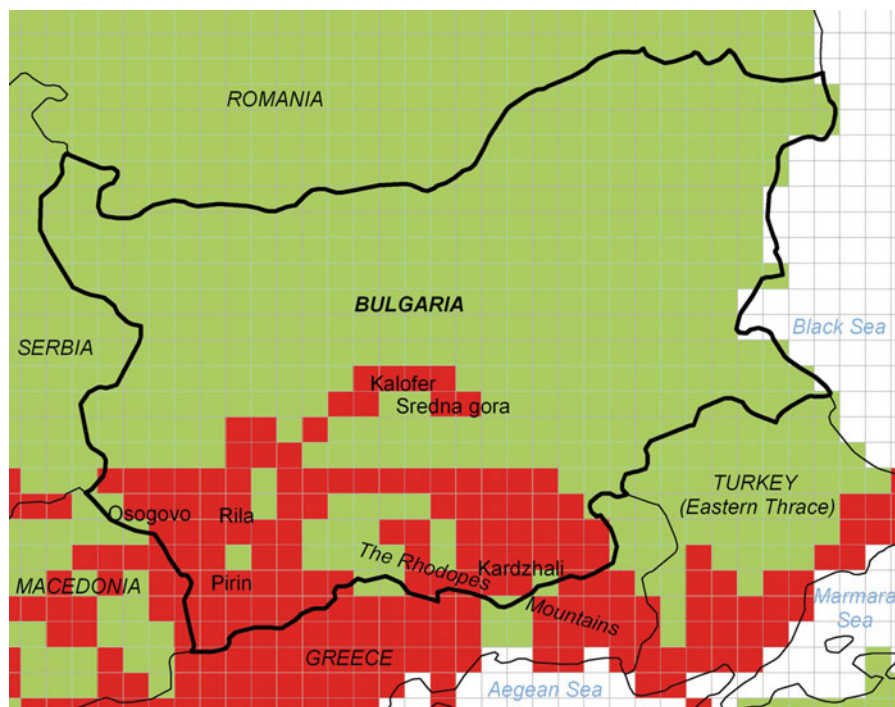 ROMANIA
BULGARIA
Black Sea
SERBIA
Kalofer
Sredna gora
TURKEY
(Eastern Thrace)
Osogovo
Rila
The Rhodopes
Mountains
Kardzhali
MACEDONIA
Pirin
Marmara
Sea
GREECE
Aegean Sea